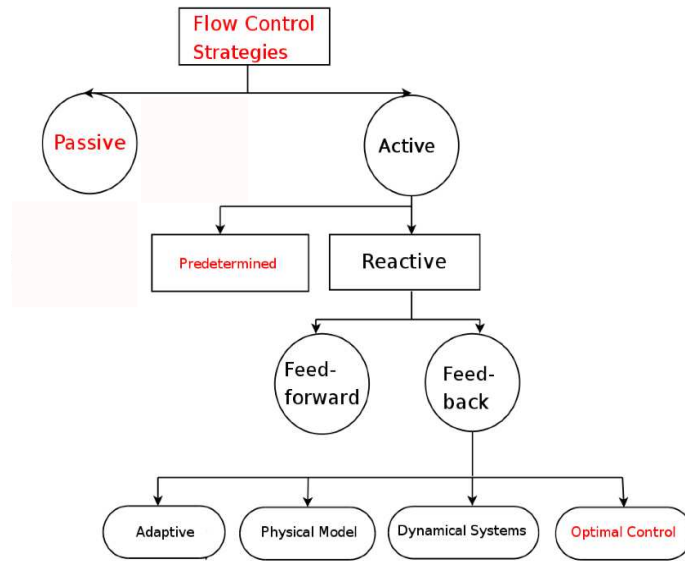 Flow Control
Strategies
Passive
Active
Predetermined
Reactive
Feed-
forward
Feed-
back
Adaptive
Physical Model
Dynamical Systems
Optimal Control